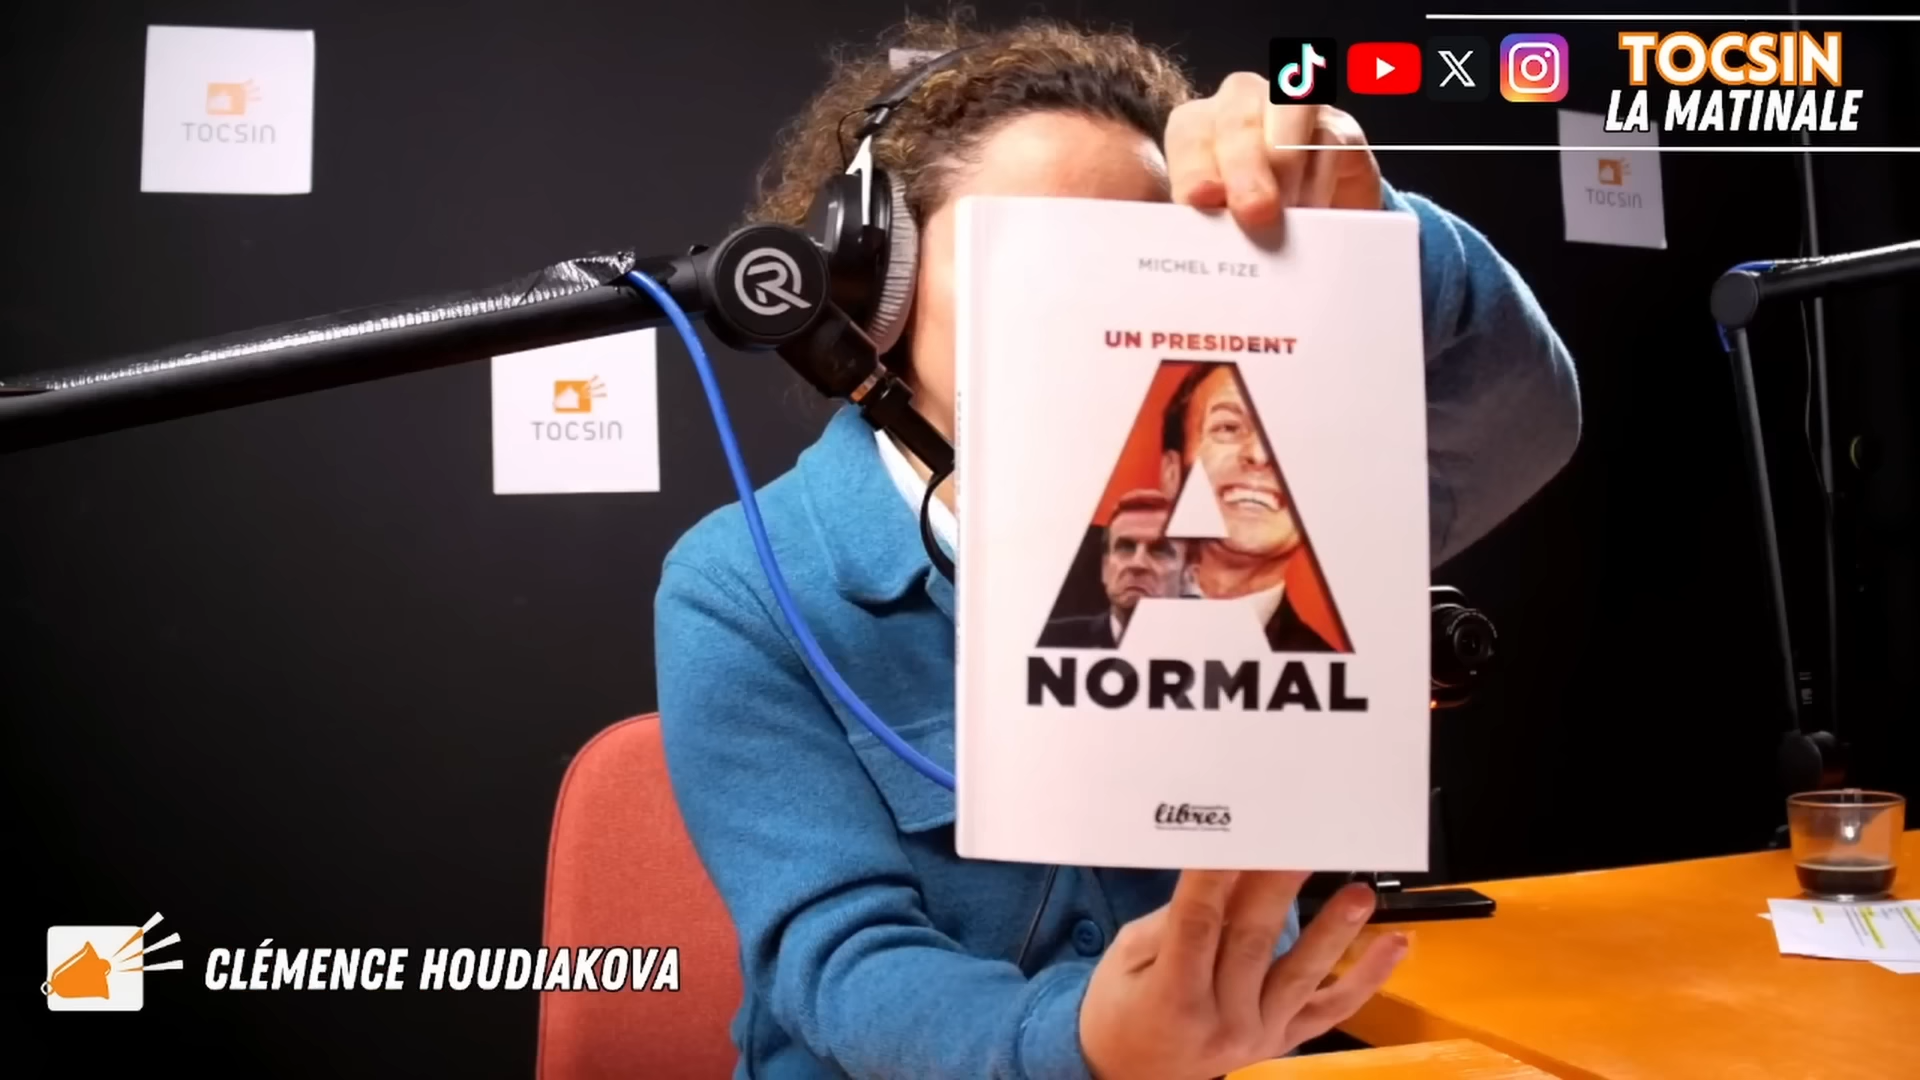 TOCSIN
LA MATINALE
TOCSIN
TOCSIN
TOCSIN
MICHEL FIZE
UN PRESIDENT
A
NORMAL
libres
CLÉMENCE HOUDIAKOVA